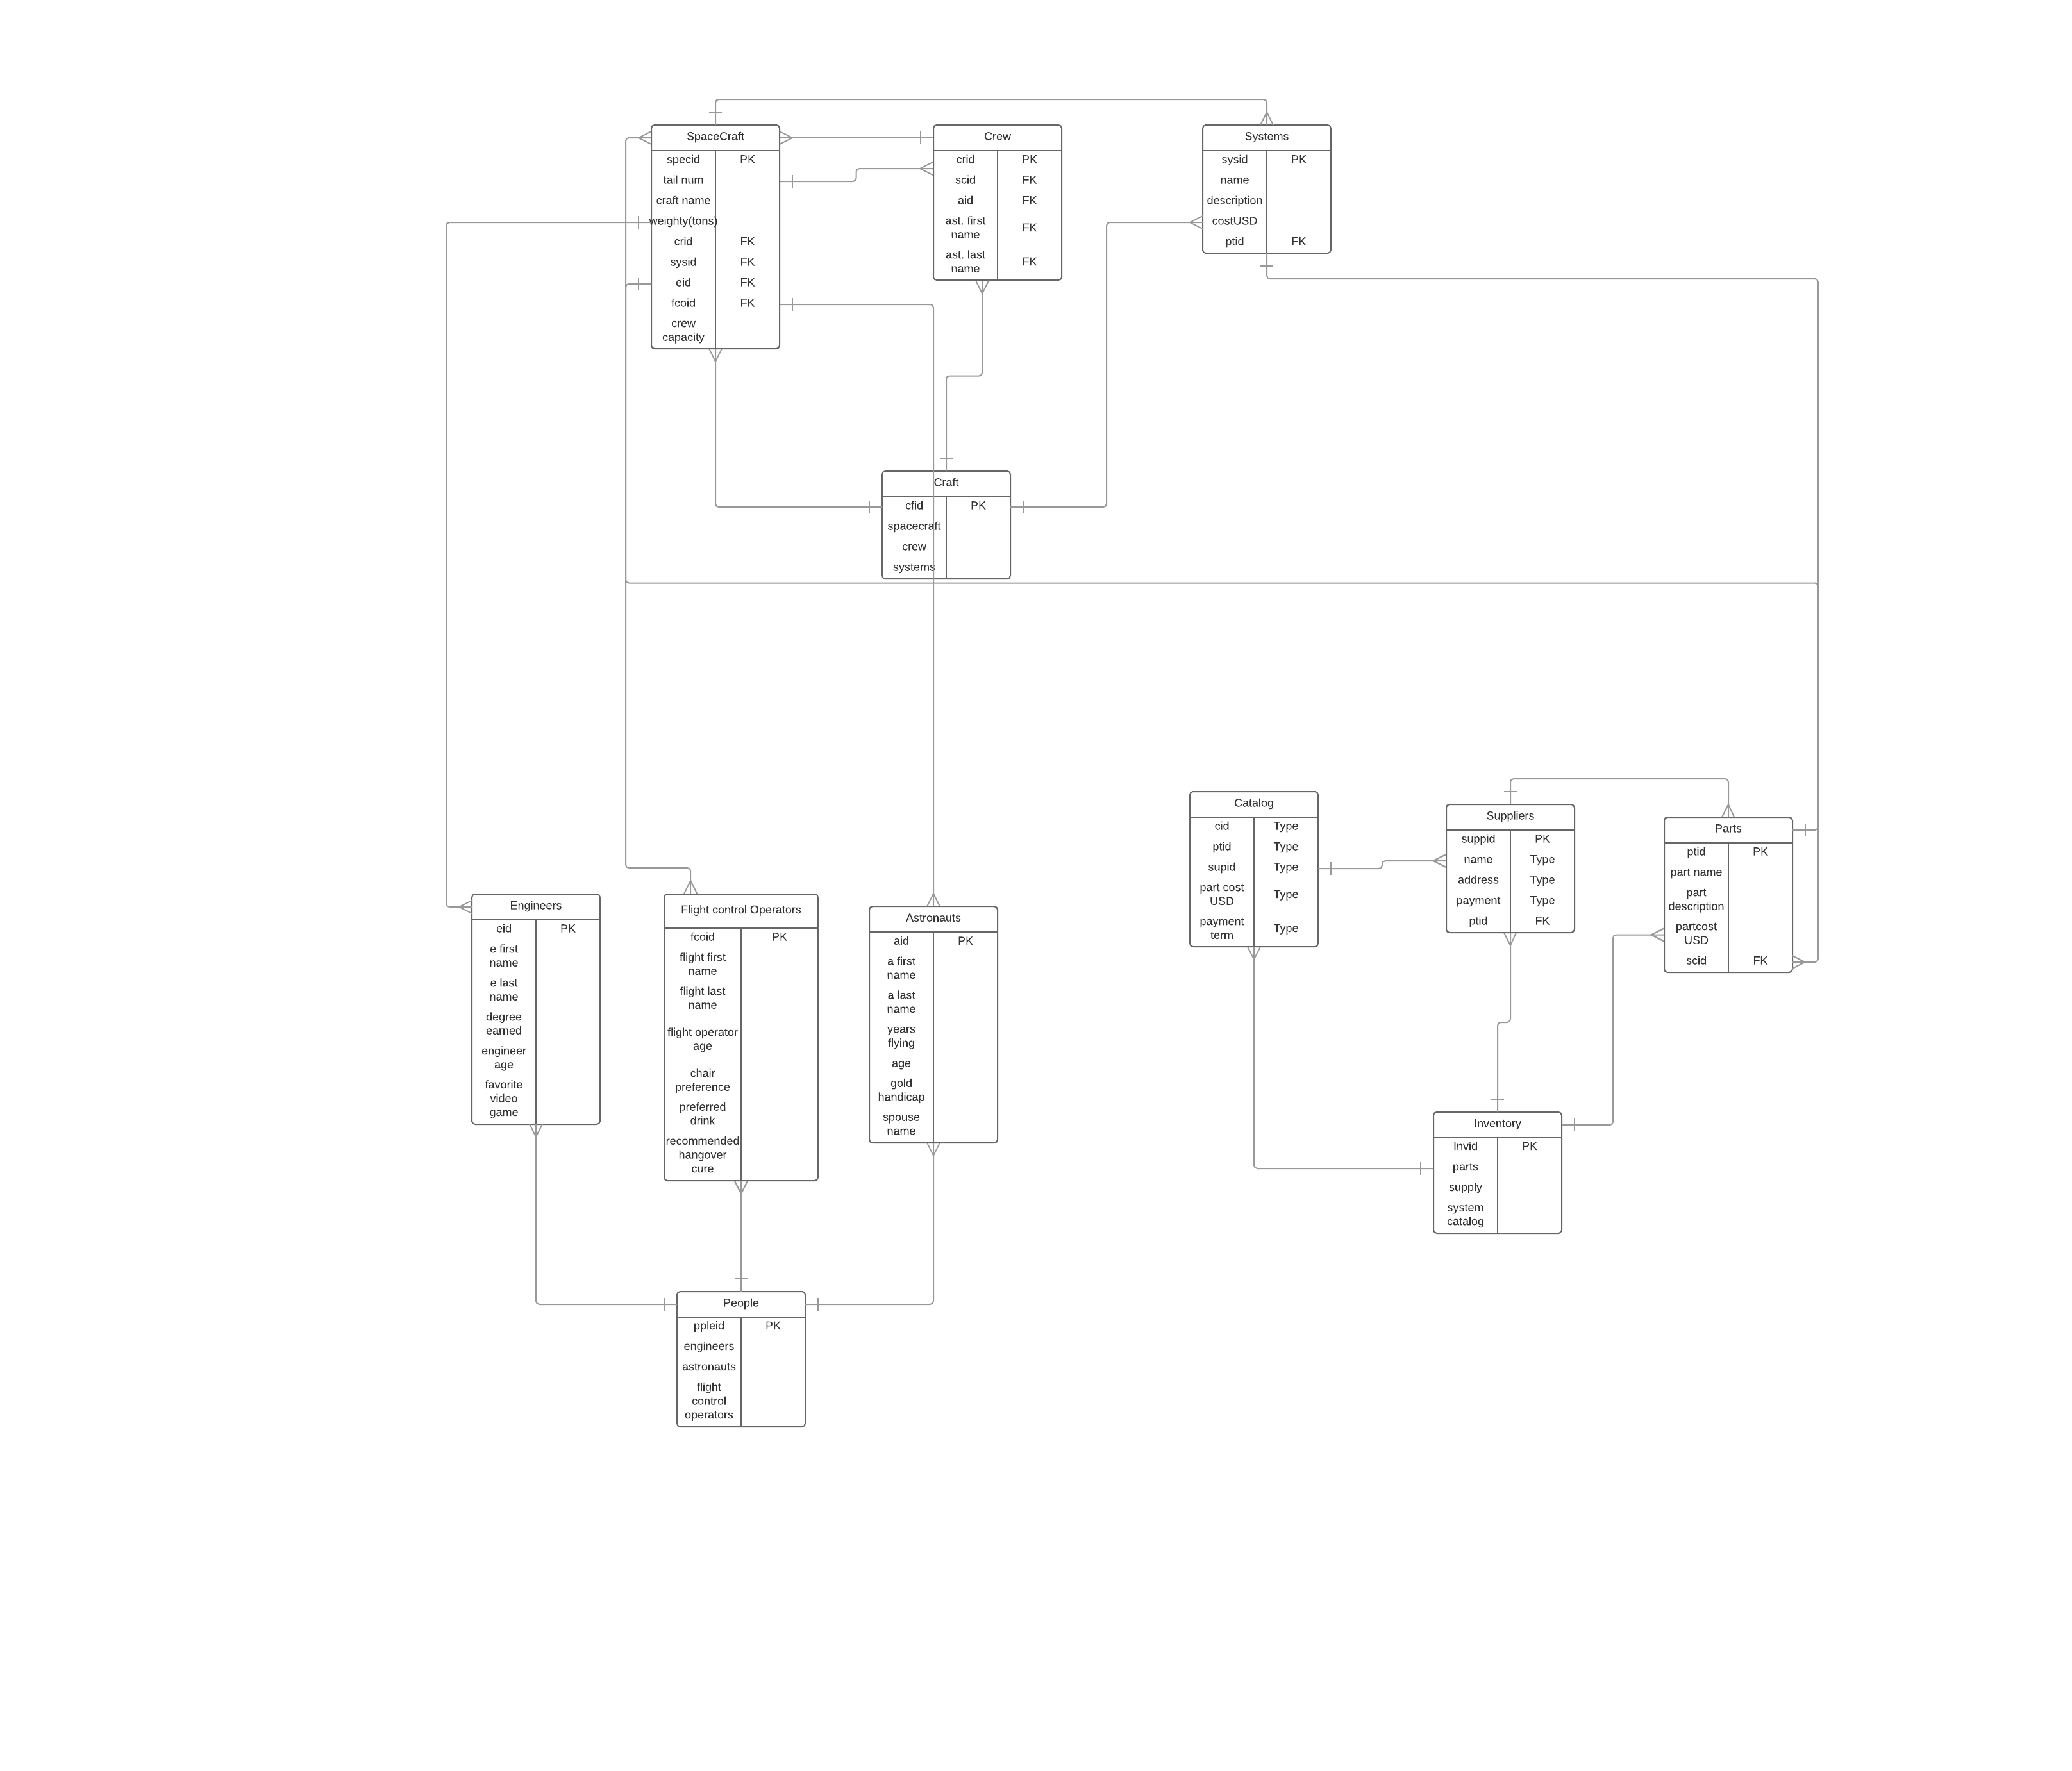 SpaceCraft
specid PK
tail num
craft name
weighty(tons)
crid FK
sysid FK
eid FK
fcoid FK
crew
capacity
Crew
crid PK
scid FK
aid FK
ast. first
name FK
ast. last
name FK
Systems
sysid PK
name
description
costUSD
ptid FK
Craft
cfid PK
spacecraft
crew
systems
Catalog
cid Type
ptid Type
supid Type
part cost
USD Type
payment
term Type
Suppliers
suppid PK
name Type
address Type
payment Type
ptid FK
Parts
ptid PK
part name
part
description
partcost
USD
scid FK
Engineers
eid PK
e first
name
e last
name
degree
earned
engineer
age
favorite
video
game
Flight control Operators
fcoid PK
flight first
name
flight last
name
flight operator
age
chair
preference
preferred
drink
recommended
hangover
cure
Astronauts
aid PK
a first
name
a last
name
years
flying
age
gold
handicap
spouse
name
Inventory
Invid PK
parts
supply
system
catalog
People
ppleid PK
engineers
astronauts
flight
control
operators